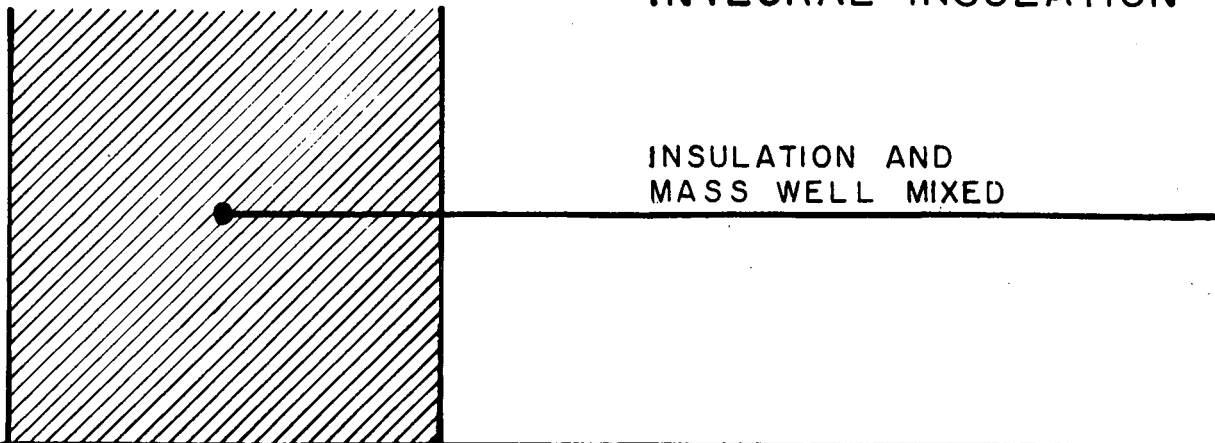 INTEGRAL INSULATION
INSULATION AND
MASS WELL MIXED